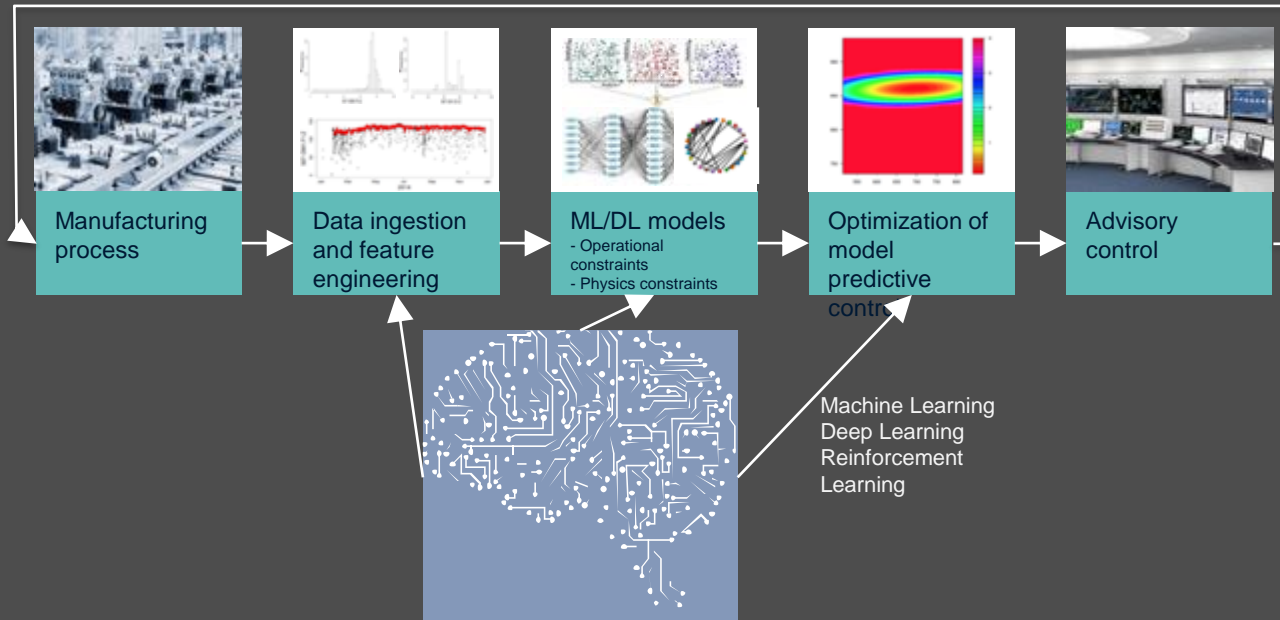 Manufacturing
process
Data ingestion
and feature
engineering
ML/DL models
- Operational
constraints
- Physics constraints
Optimization of
model
predictive
control
Advisory
control
Machine Learning
Deep Learning
Reinforcement
Learning